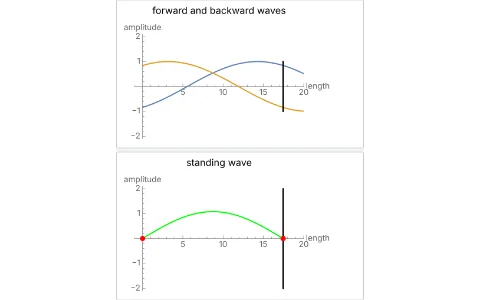 forward and backward waves
amplitude
2
1
5 10 15 20 length
−1
−2
standing wave
amplitude
2
1
5 10 15 20 length
−1
−2